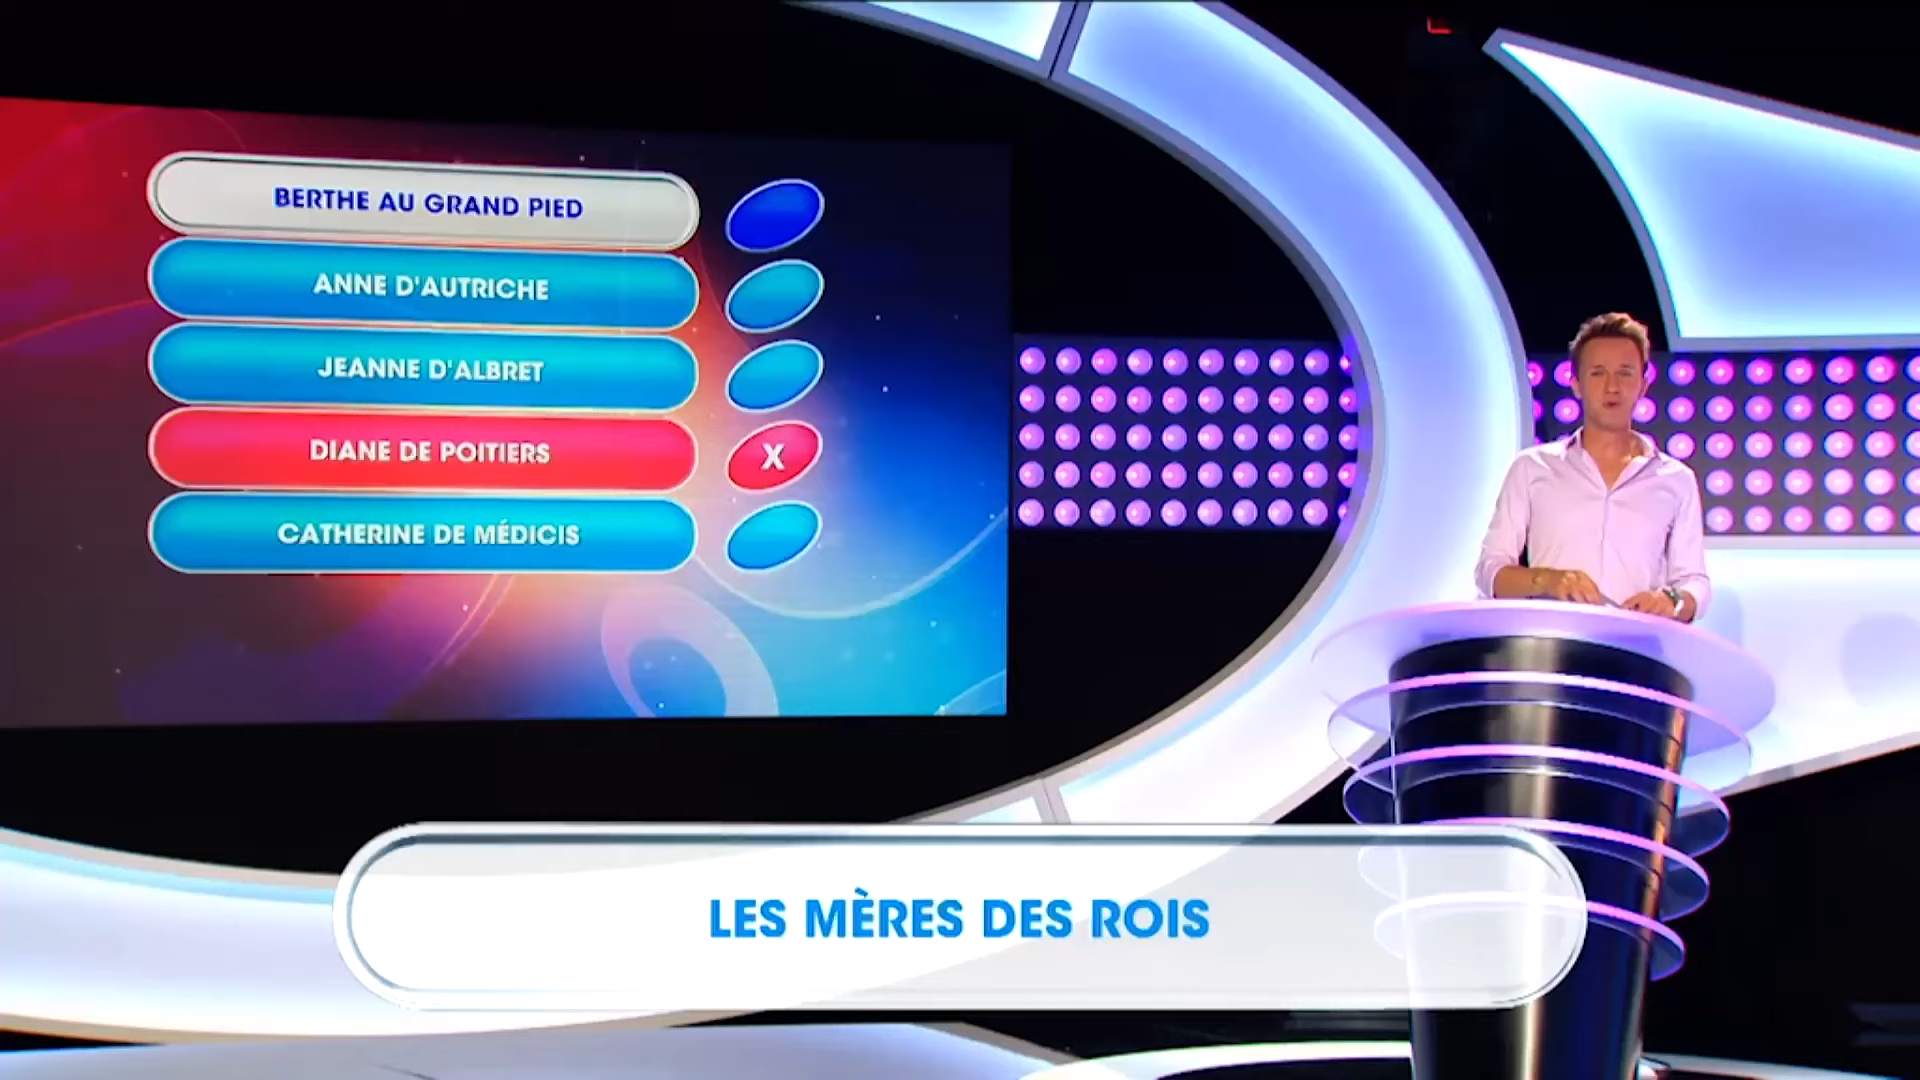 BERTHE AU GRAND PIED
ANNE D'AUTRICHE
JEANNE D'ALBRET
DIANE DE POITIERS X
CATHERINE DE MÉDICIS
LES MÈRES DES ROIS